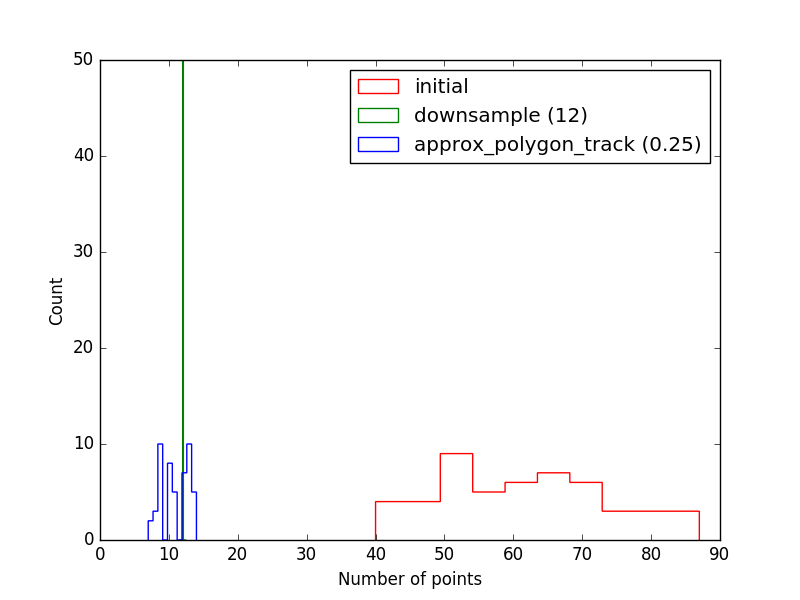 50
40
30
20
10
0
Count
initial
downsample (12)
approx_polygon_track (0.25)
0 10 20 30 40 50 60 70 80 90
Number of points